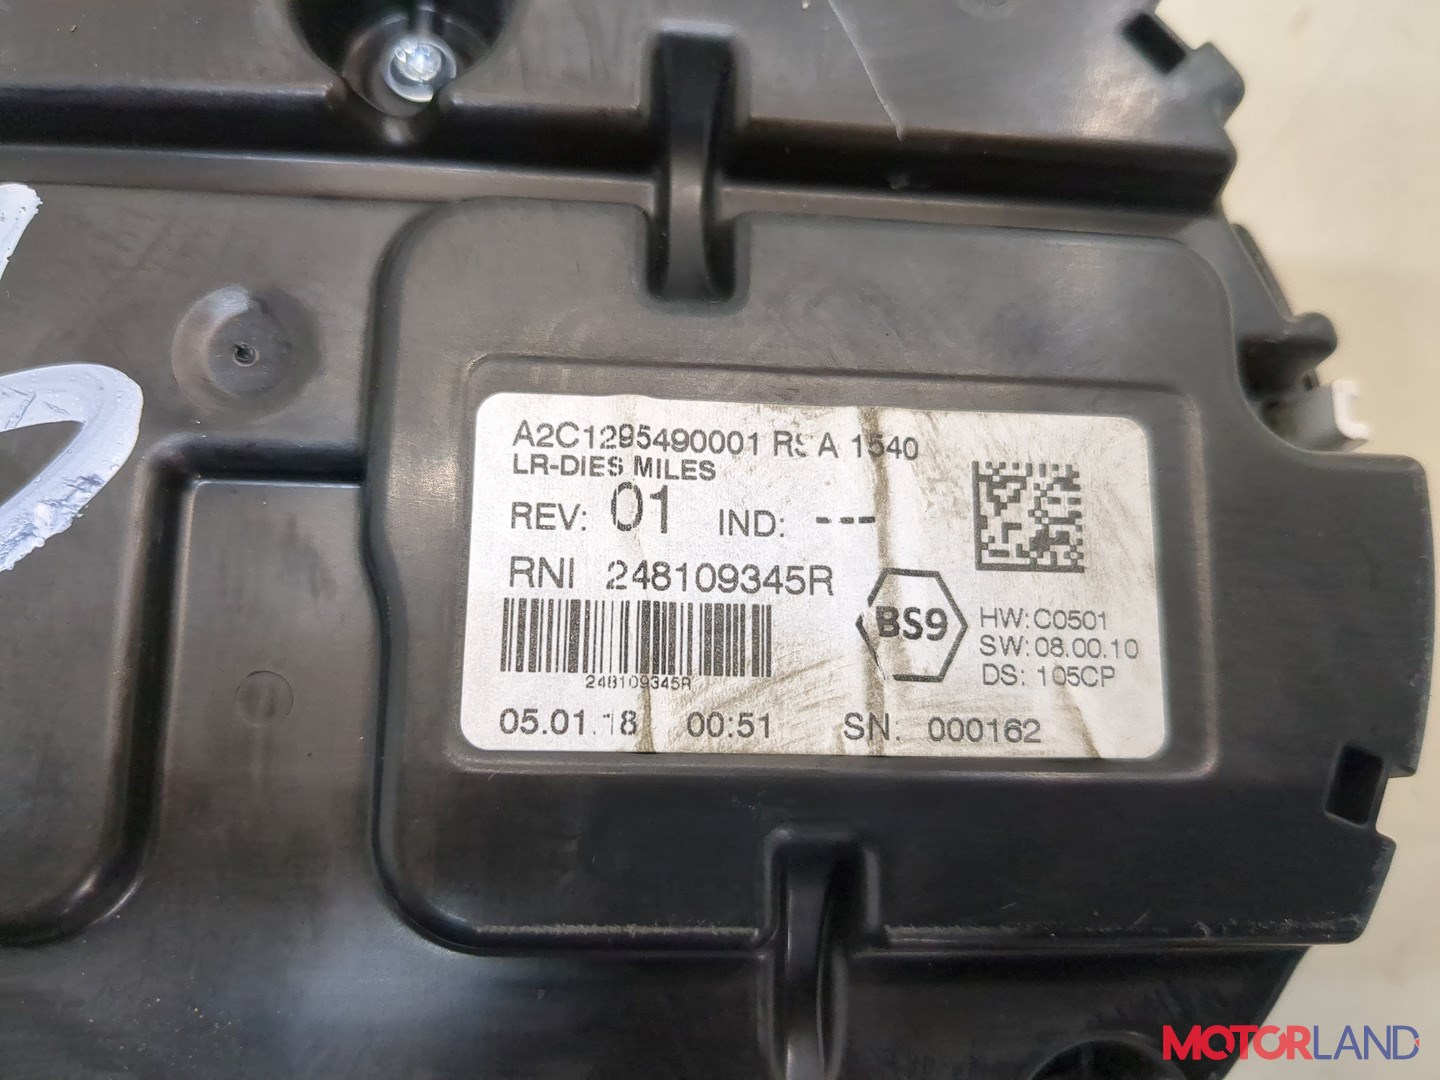 A2C1295490001 RSA 1540
LR-DIES MILES
REV: 01 IND: ---
RNI 248109345R
248109345R
BS9
HW:C0501
SW:08.00.10
DS: 105CP
05.01.18 00:51 SN: 000162
MOTORLAND